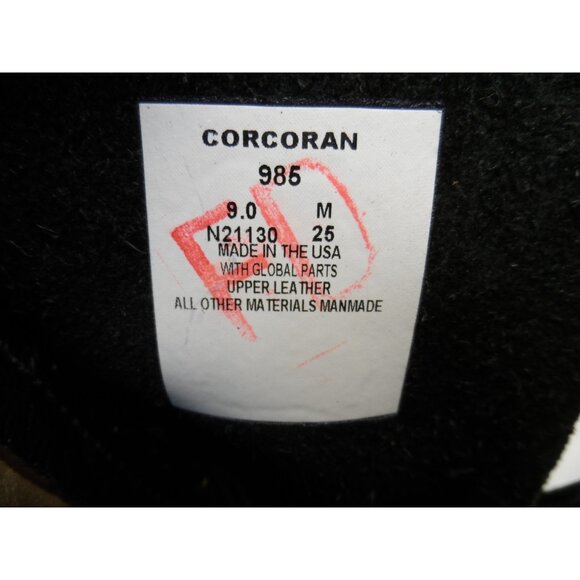 CORCORAN
985
9.0 M
N21130 25
MADE IN THE USA
WITH GLOBAL PARTS
UPPER LEATHER
ALL OTHER MATERIALS MANMADE